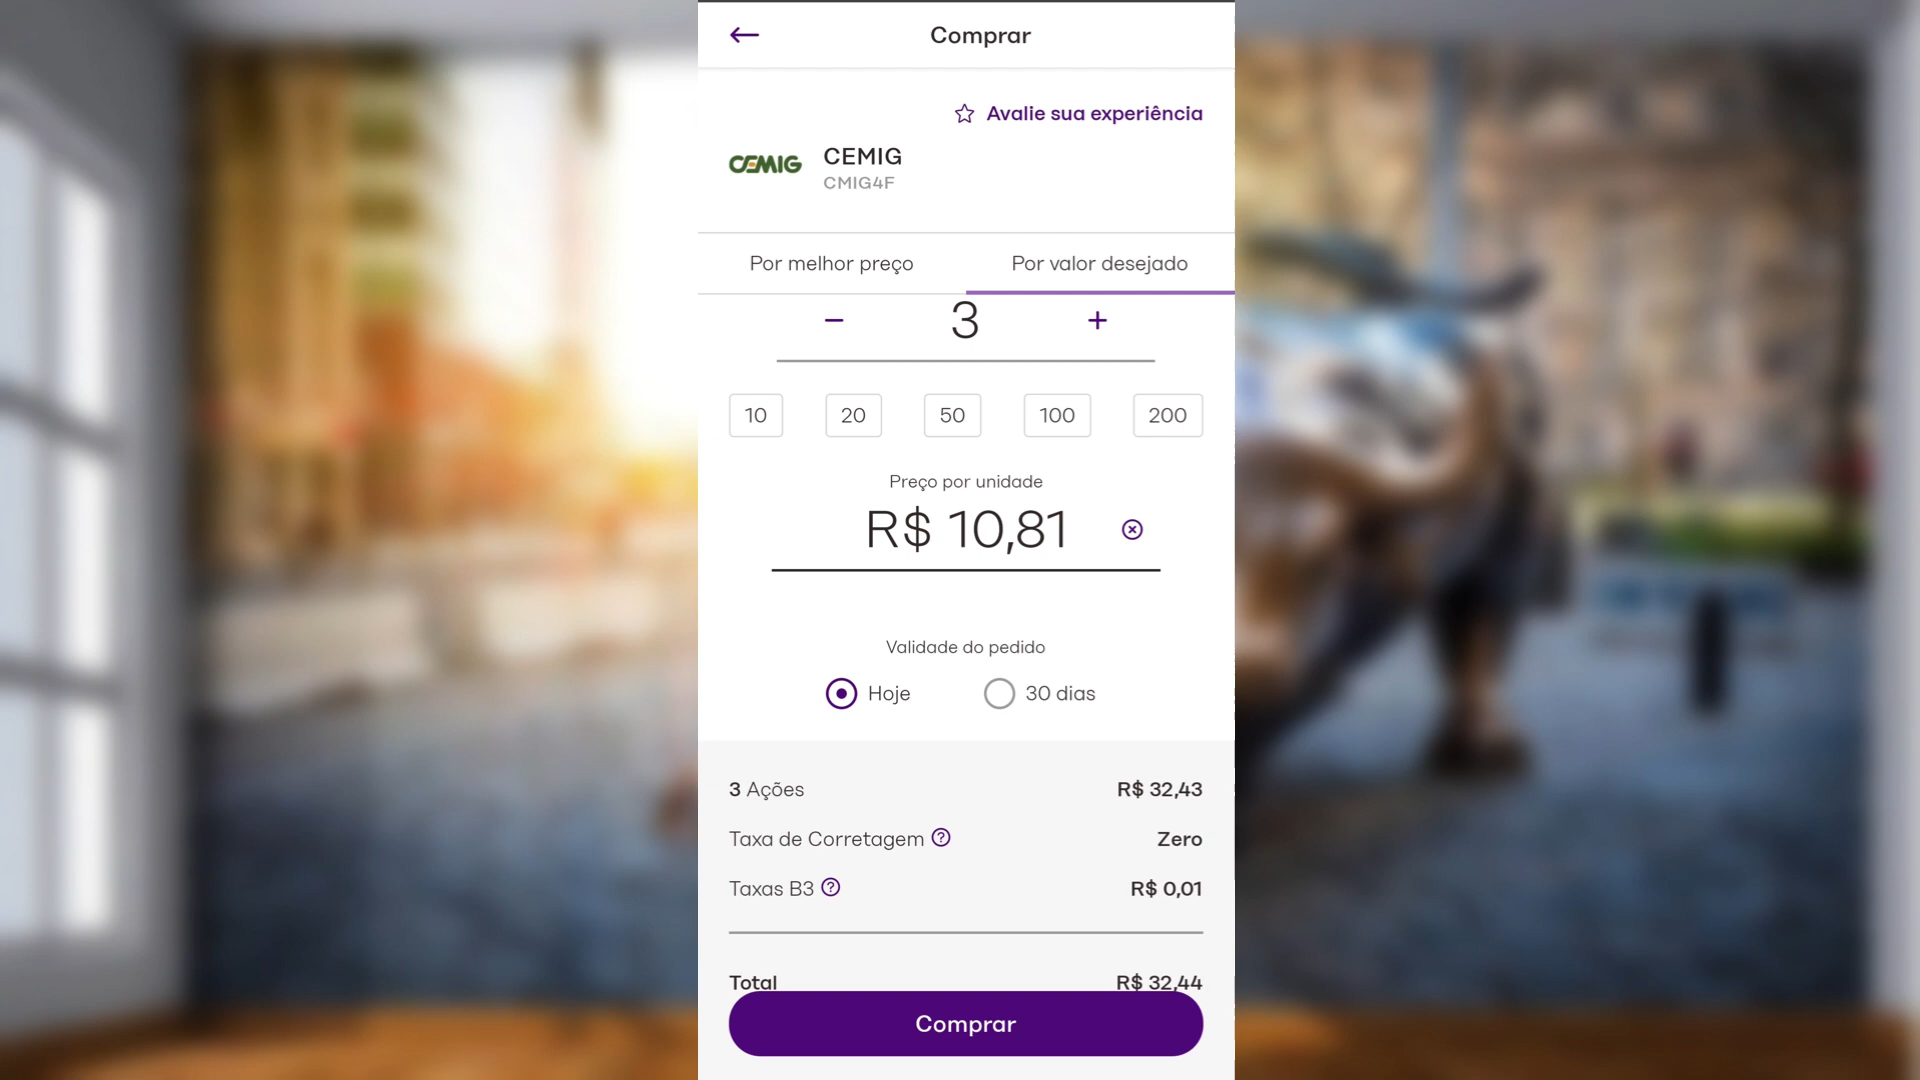 Comprar
Avalie sua experiência
CEMIG
CEMIG
CMIG4F
Por melhor preço
Por valor desejado
− 3 +
10 20 50 100 200
Preço por unidade
R$ 10,81
Validade do pedido
Hoje 30 dias
3 Ações R$ 32,43
Taxa de Corretagem ? Zero
Taxas B3 ? R$ 0,01
Total R$ 32,44
Comprar